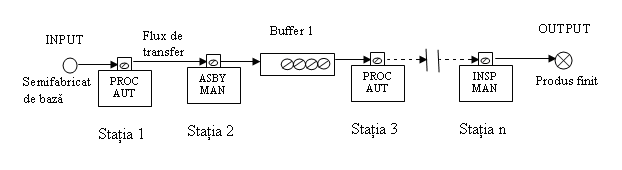 INPUT
Flux de
transfer
Buffer 1
OUTPUT
Semifabricat
de bază
PROC
AUT
ASBY
MAN
PROC
AUT
INSP
MAN
Produs finit
Stația 1
Stația 2
Stația 3
Stația n